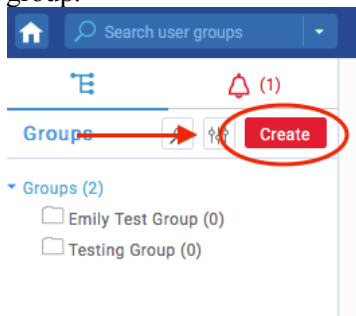 group.
Search user groups
(1)
Groups Create
Groups (2)
Emily Test Group (0)
Testing Group (0)